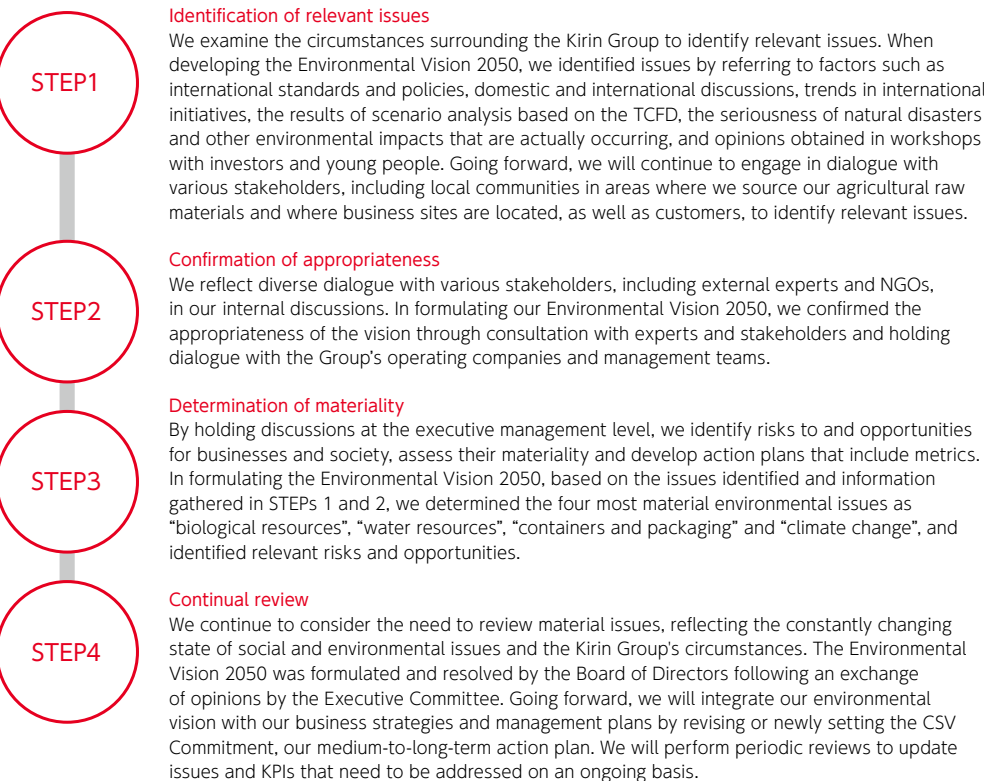 STEP1
Identification of relevant issues
We examine the circumstances surrounding the Kirin Group to identify relevant issues. When
developing the Environmental Vision 2050, we identified issues by referring to factors such as
international standards and policies, domestic and international discussions, trends in international
initiatives, the results of scenario analysis based on the TCFD, the seriousness of natural disasters
and other environmental impacts that are actually occurring, and opinions obtained in workshops
with investors and young people. Going forward, we will continue to engage in dialogue with
various stakeholders, including local communities in areas where we source our agricultural raw
materials and where business sites are located, as well as customers, to identify relevant issues.
STEP2
Confirmation of appropriateness
We reflect diverse dialogue with various stakeholders, including external experts and NGOs,
in our internal discussions. In formulating our Environmental Vision 2050, we confirmed the
appropriateness of the vision through consultation with experts and stakeholders and holding
dialogue with the Group's operating companies and management teams.
STEP3
Determination of materiality
By holding discussions at the executive management level, we identify risks to and opportunities
for businesses and society, assess their materiality and develop action plans that include metrics.
In formulating the Environmental Vision 2050, based on the issues identified and information
gathered in STEPs 1 and 2, we determined the four most material environmental issues as
“biological resources”, “water resources”, “containers and packaging” and “climate change”, and
identified relevant risks and opportunities.
STEP4
Continual review
We continue to consider the need to review material issues, reflecting the constantly changing
state of social and environmental issues and the Kirin Group's circumstances. The Environmental
Vision 2050 was formulated and resolved by the Board of Directors following an exchange
of opinions by the Executive Committee. Going forward, we will integrate our environmental
vision with our business strategies and management plans by revising or newly setting the CSV
Commitment, our medium-to-long-term action plan. We will perform periodic reviews to update
issues and KPIs that need to be addressed on an ongoing basis.